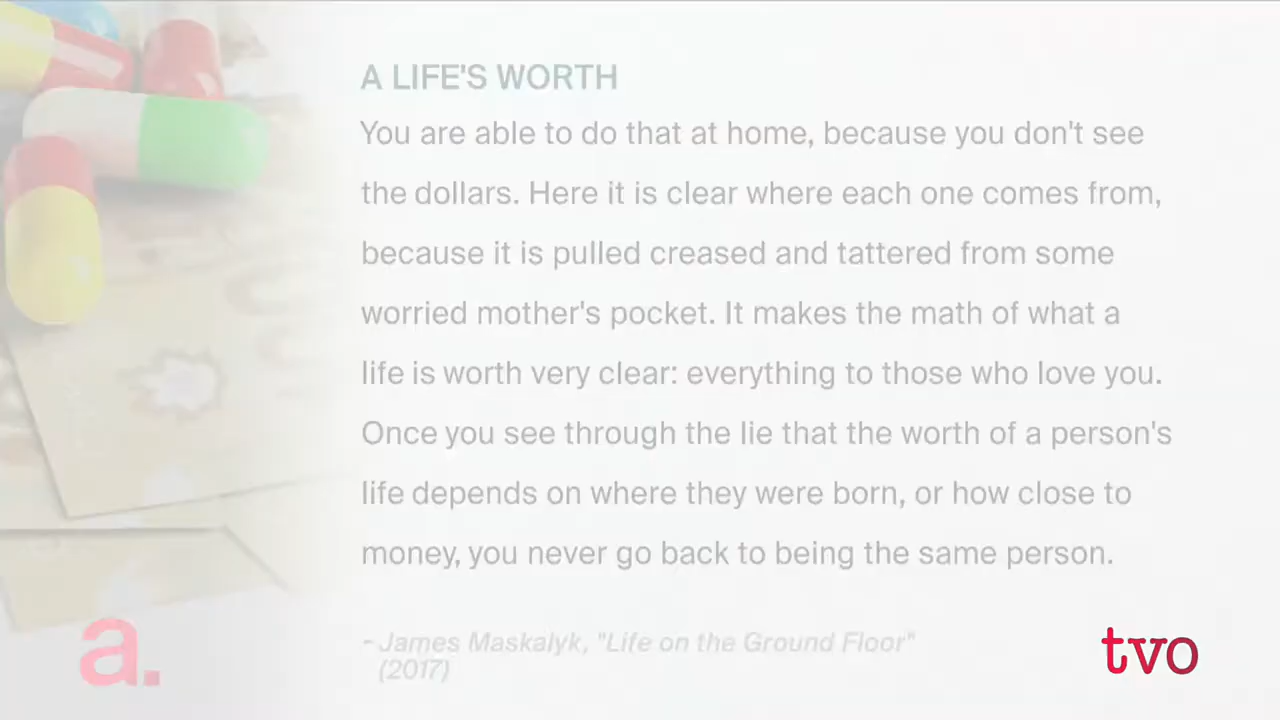 A LIFE'S WORTH
You are able to do that at home, because you don't see
the dollars. Here it is clear where each one comes from,
because it is pulled creased and tattered from some
worried mother's pocket. It makes the math of what a
life is worth very clear: everything to those who love you.
Once you see through the lie that the worth of a person's
life depends on where they were born, or how close to
money, you never go back to being the same person.
- James Maskalyk, "Life on the Ground Floor"
(2017)
a.
tvo